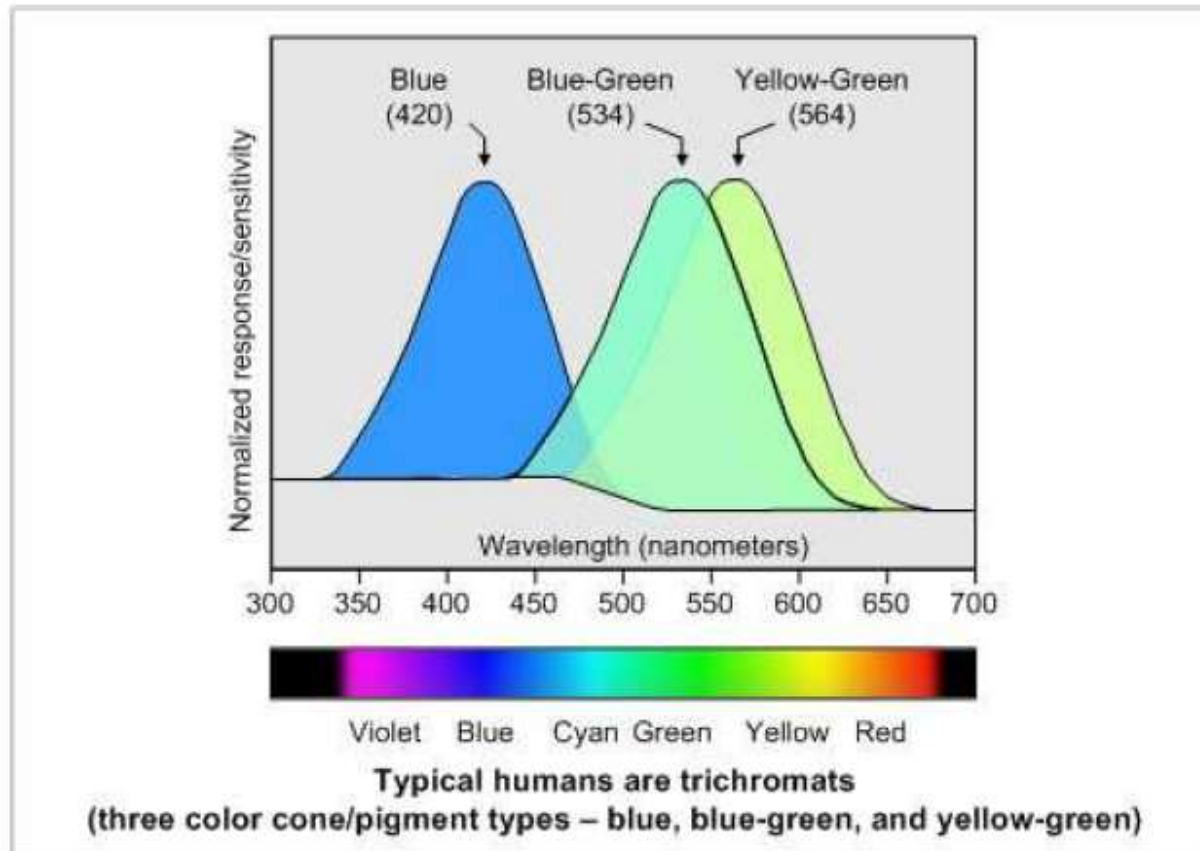 Blue
(420)
Blue-Green
(534)
Yellow-Green
(564)
Normalized response/sensitivity
Wavelength (nanometers)
300 350 400 450 500 550 600 650 700
Violet Blue Cyan Green Yellow Red
Typical humans are trichromats
(three color cone/pigment types – blue, blue-green, and yellow-green)